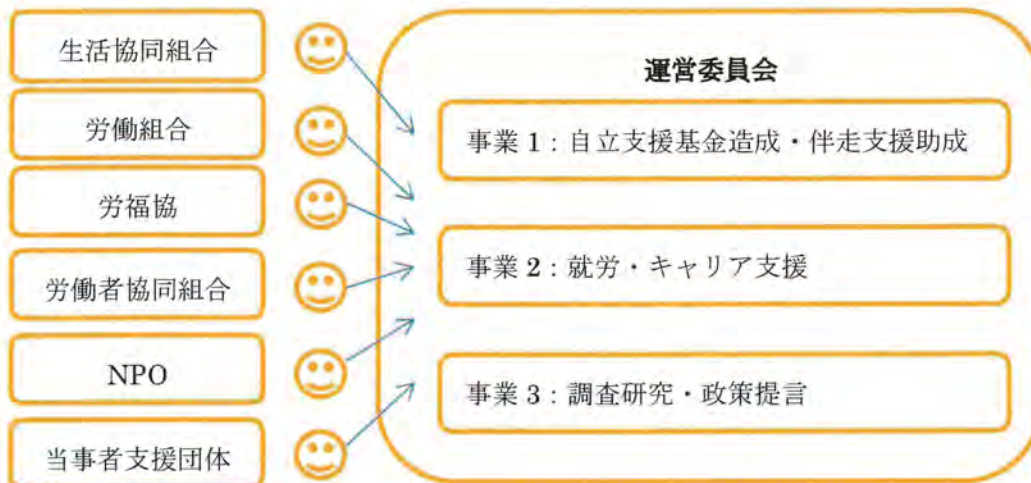 生活協同組合
労働組合
労福協
労働者協同組合
NPO
当事者支援団体
運営委員会
事業 1：自立支援基金造成・伴走支援助成
事業 2：就労・キャリア支援
事業 3：調査研究・政策提言